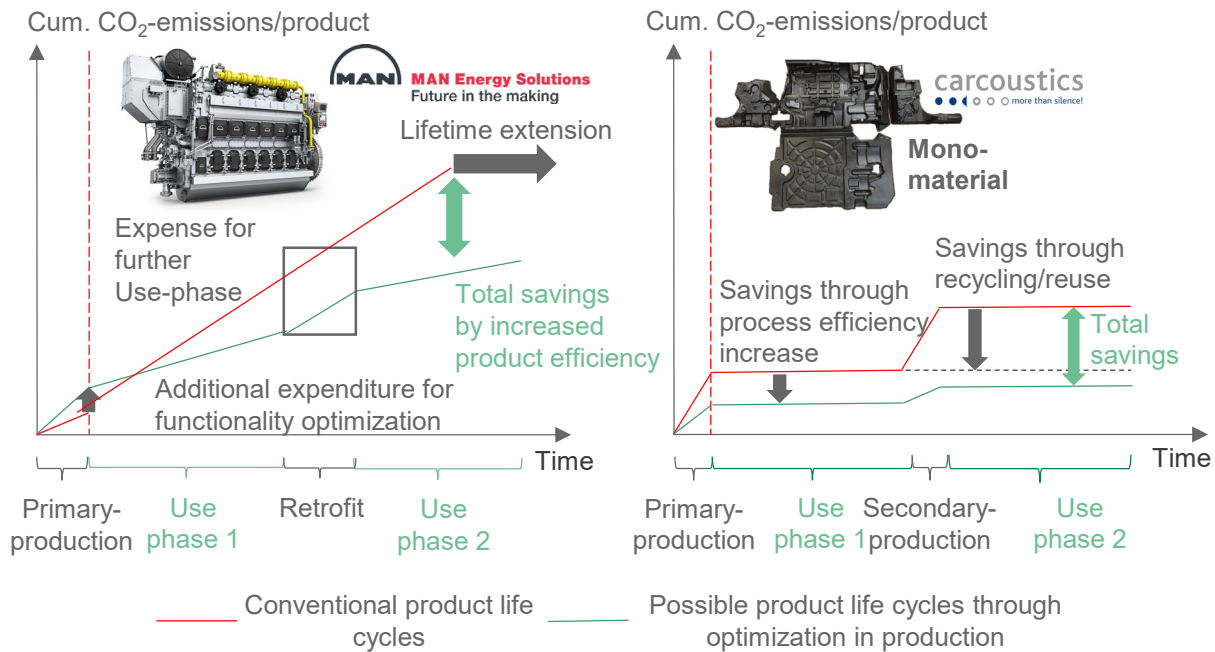 Cum. CO₂-emissions/product
MAN
MAN Energy Solutions
Future in the making
Lifetime extension
Expense for
further
Use-phase
Total savings
by increased
product efficiency
Additional expenditure for
functionality optimization
Time
Primary-
production
Use
phase 1
Retrofit
Use
phase 2
Cum. CO₂-emissions/product
carcoustics
more than silence!
Mono-
material
Savings through
recycling/reuse
Savings through
process efficiency
increase
Total
savings
Time
Primary-
production
Use
phase 1
Secondary-
production
Use
phase 2
Conventional product life
cycles
Possible product life cycles through
optimization in production